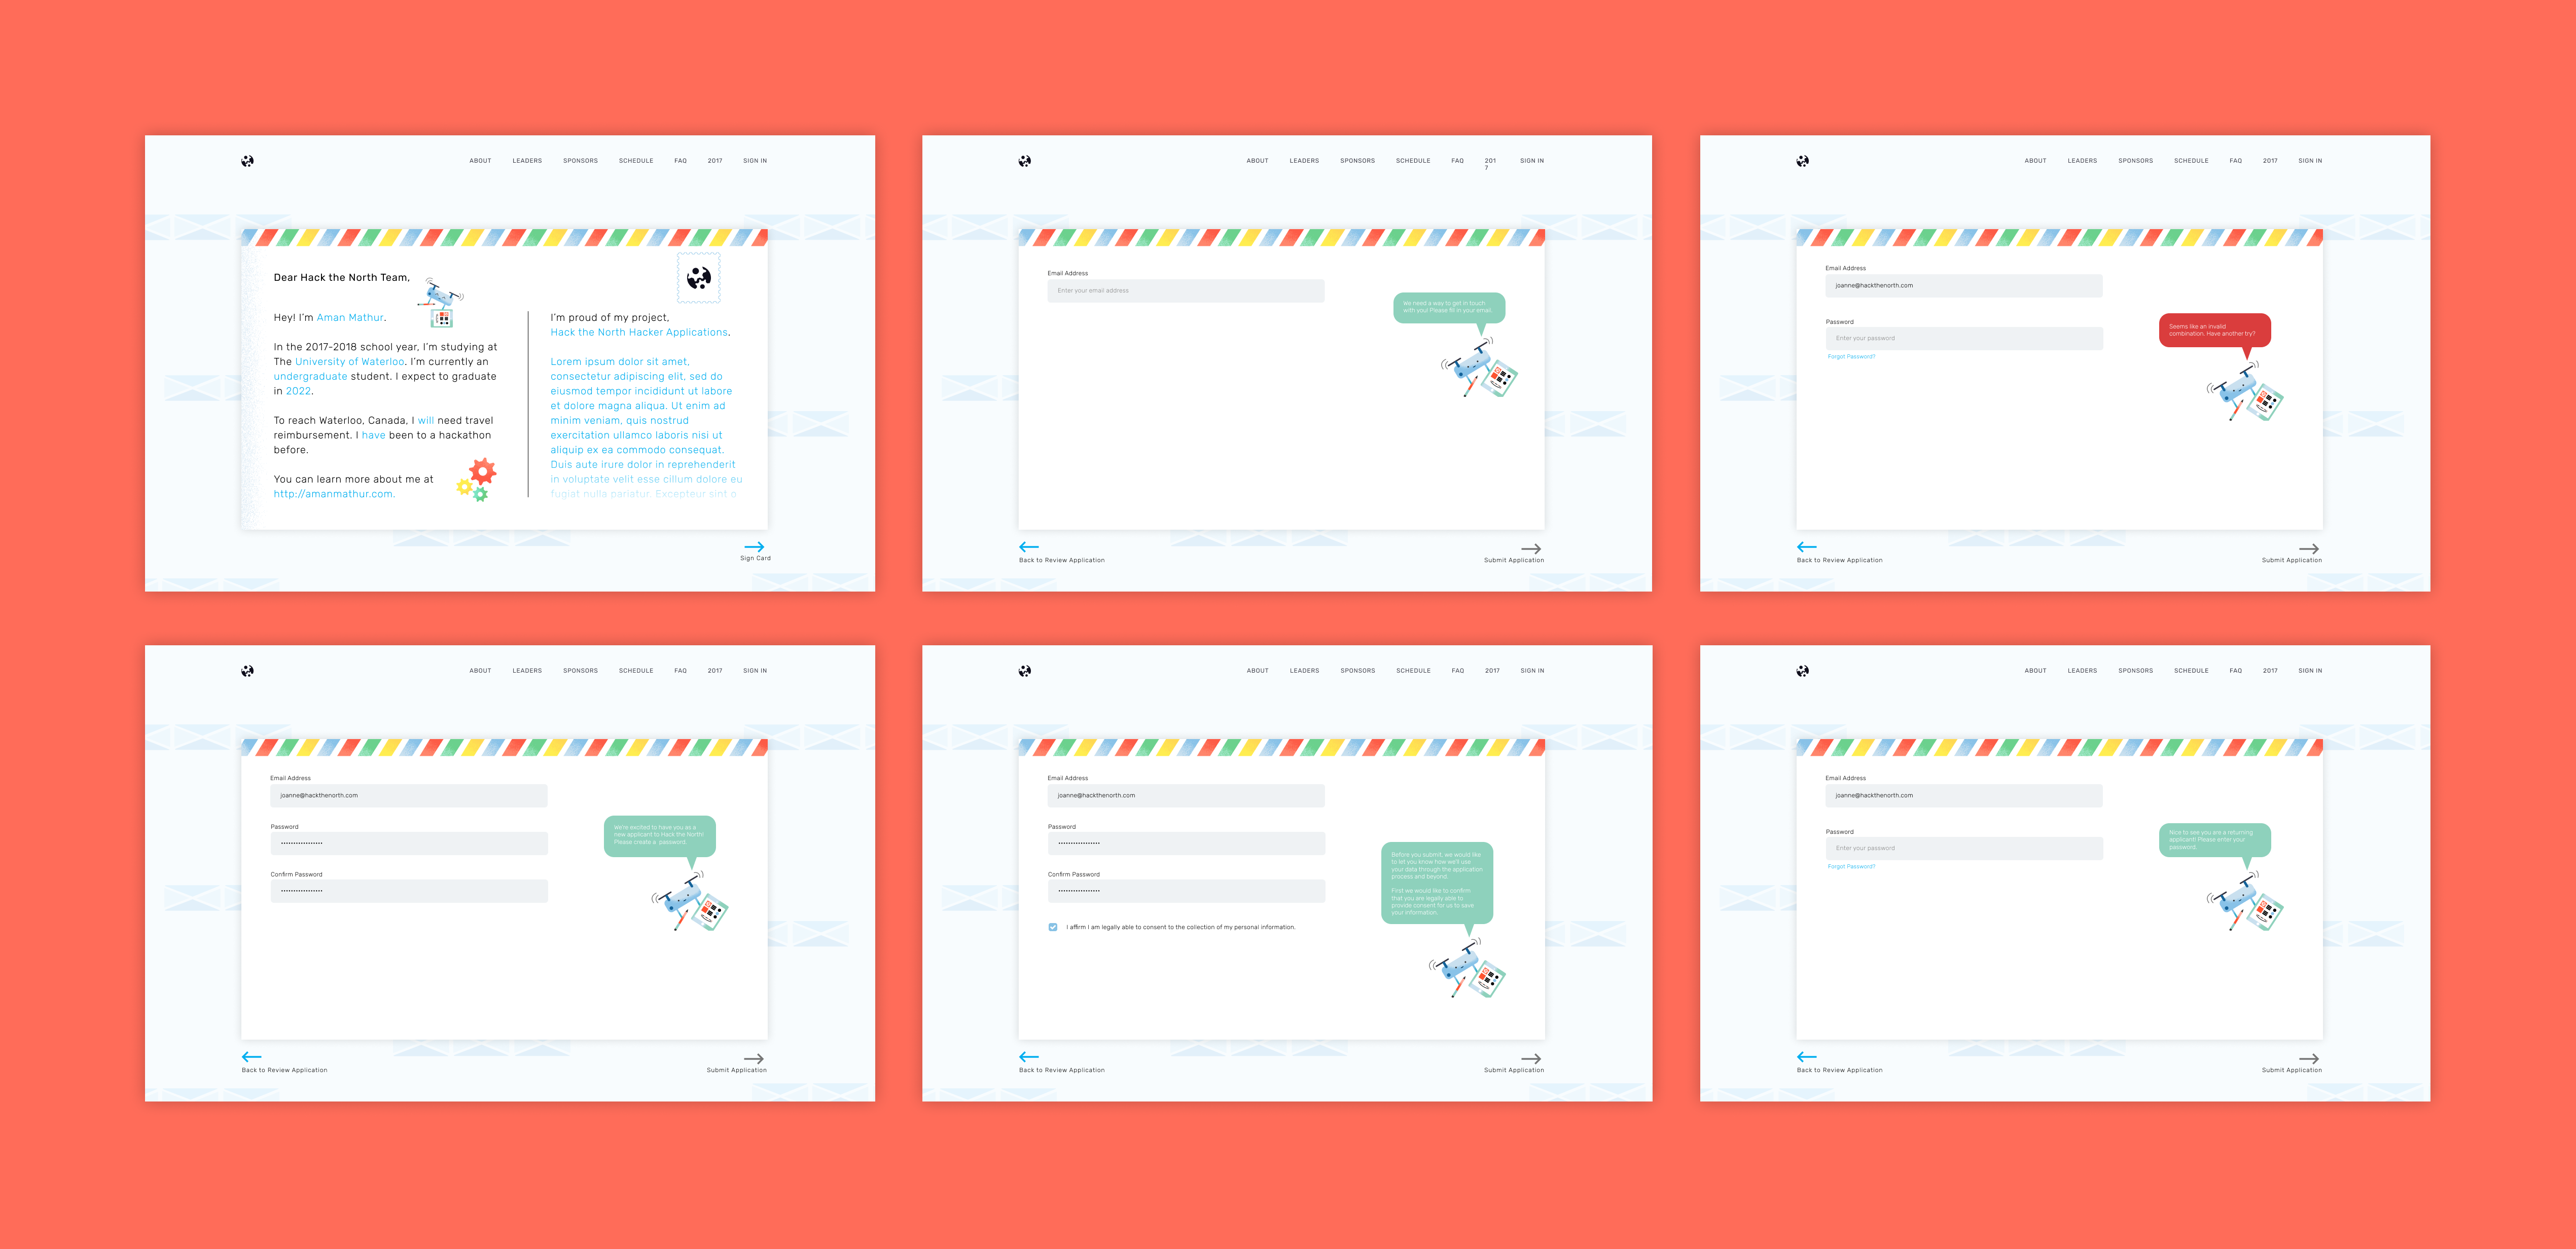 ABOUT LEADERS SPONSORS SCHEDULE FAQ 2017 SIGN IN
Dear Hack the North Team,
Hey! I'm Aman Mathur.
In the 2017-2018 school year, I'm studying at
The University of Waterloo. I'm currently an
undergraduate student. I expect to graduate
in 2022.
To reach Waterloo, Canada, I will need travel
reimbursement. I have been to a hackathon
before.
You can learn more about me at
http://amanmathur.com.
I'm proud of my project,
Hack the North Hacker Applications.
Lorem ipsum dolor sit amet,
consectetur adipiscing elit, sed do
eiusmod tempor incididunt ut labore
et dolore magna aliqua. Ut enim ad
minim veniam, quis nostrud
exercitation ullamco laboris nisi ut
aliquip ex ea commodo consequat.
Duis aute irure dolor in reprehenderit
in voluptate velit esse cillum dolore eu
fugiat nulla pariatur. Excepteur sint o
Sign Card
ABOUT LEADERS SPONSORS SCHEDULE FAQ 201
7 SIGN IN
Email Address
Enter your email address
We need a way to get in touch
with you! Please fill in your email.
Back to Review Application
Submit Application
ABOUT LEADERS SPONSORS SCHEDULE FAQ 2017 SIGN IN
Email Address
joanne@hackthenorth.com
Password
Enter your password
Forgot Password?
Seems like an invalid
combination. Have another try?
Back to Review Application
Submit Application
ABOUT LEADERS SPONSORS SCHEDULE FAQ 2017 SIGN IN
Email Address
joanne@hackthenorth.com
Password
Confirm Password
We're excited to have you as a
new applicant to Hack the North!
Please create a password.
Back to Review Application
Submit Application
ABOUT LEADERS SPONSORS SCHEDULE FAQ 2017 SIGN IN
Email Address
joanne@hackthenorth.com
Password
Confirm Password
I affirm I am legally able to consent to the collection of my personal information.
Before you submit, we would like
to let you know how we'll use
your data through the application
process and beyond.
First we would like to confirm
that you are legally able to
provide consent for us to save
your information.
Back to Review Application
Submit Application
ABOUT LEADERS SPONSORS SCHEDULE FAQ 2017 SIGN IN
Email Address
joanne@hackthenorth.com
Password
Enter your password
Forgot Password?
Nice to see you are a returning
applicant! Please enter your
password.
Back to Review Application
Submit Application